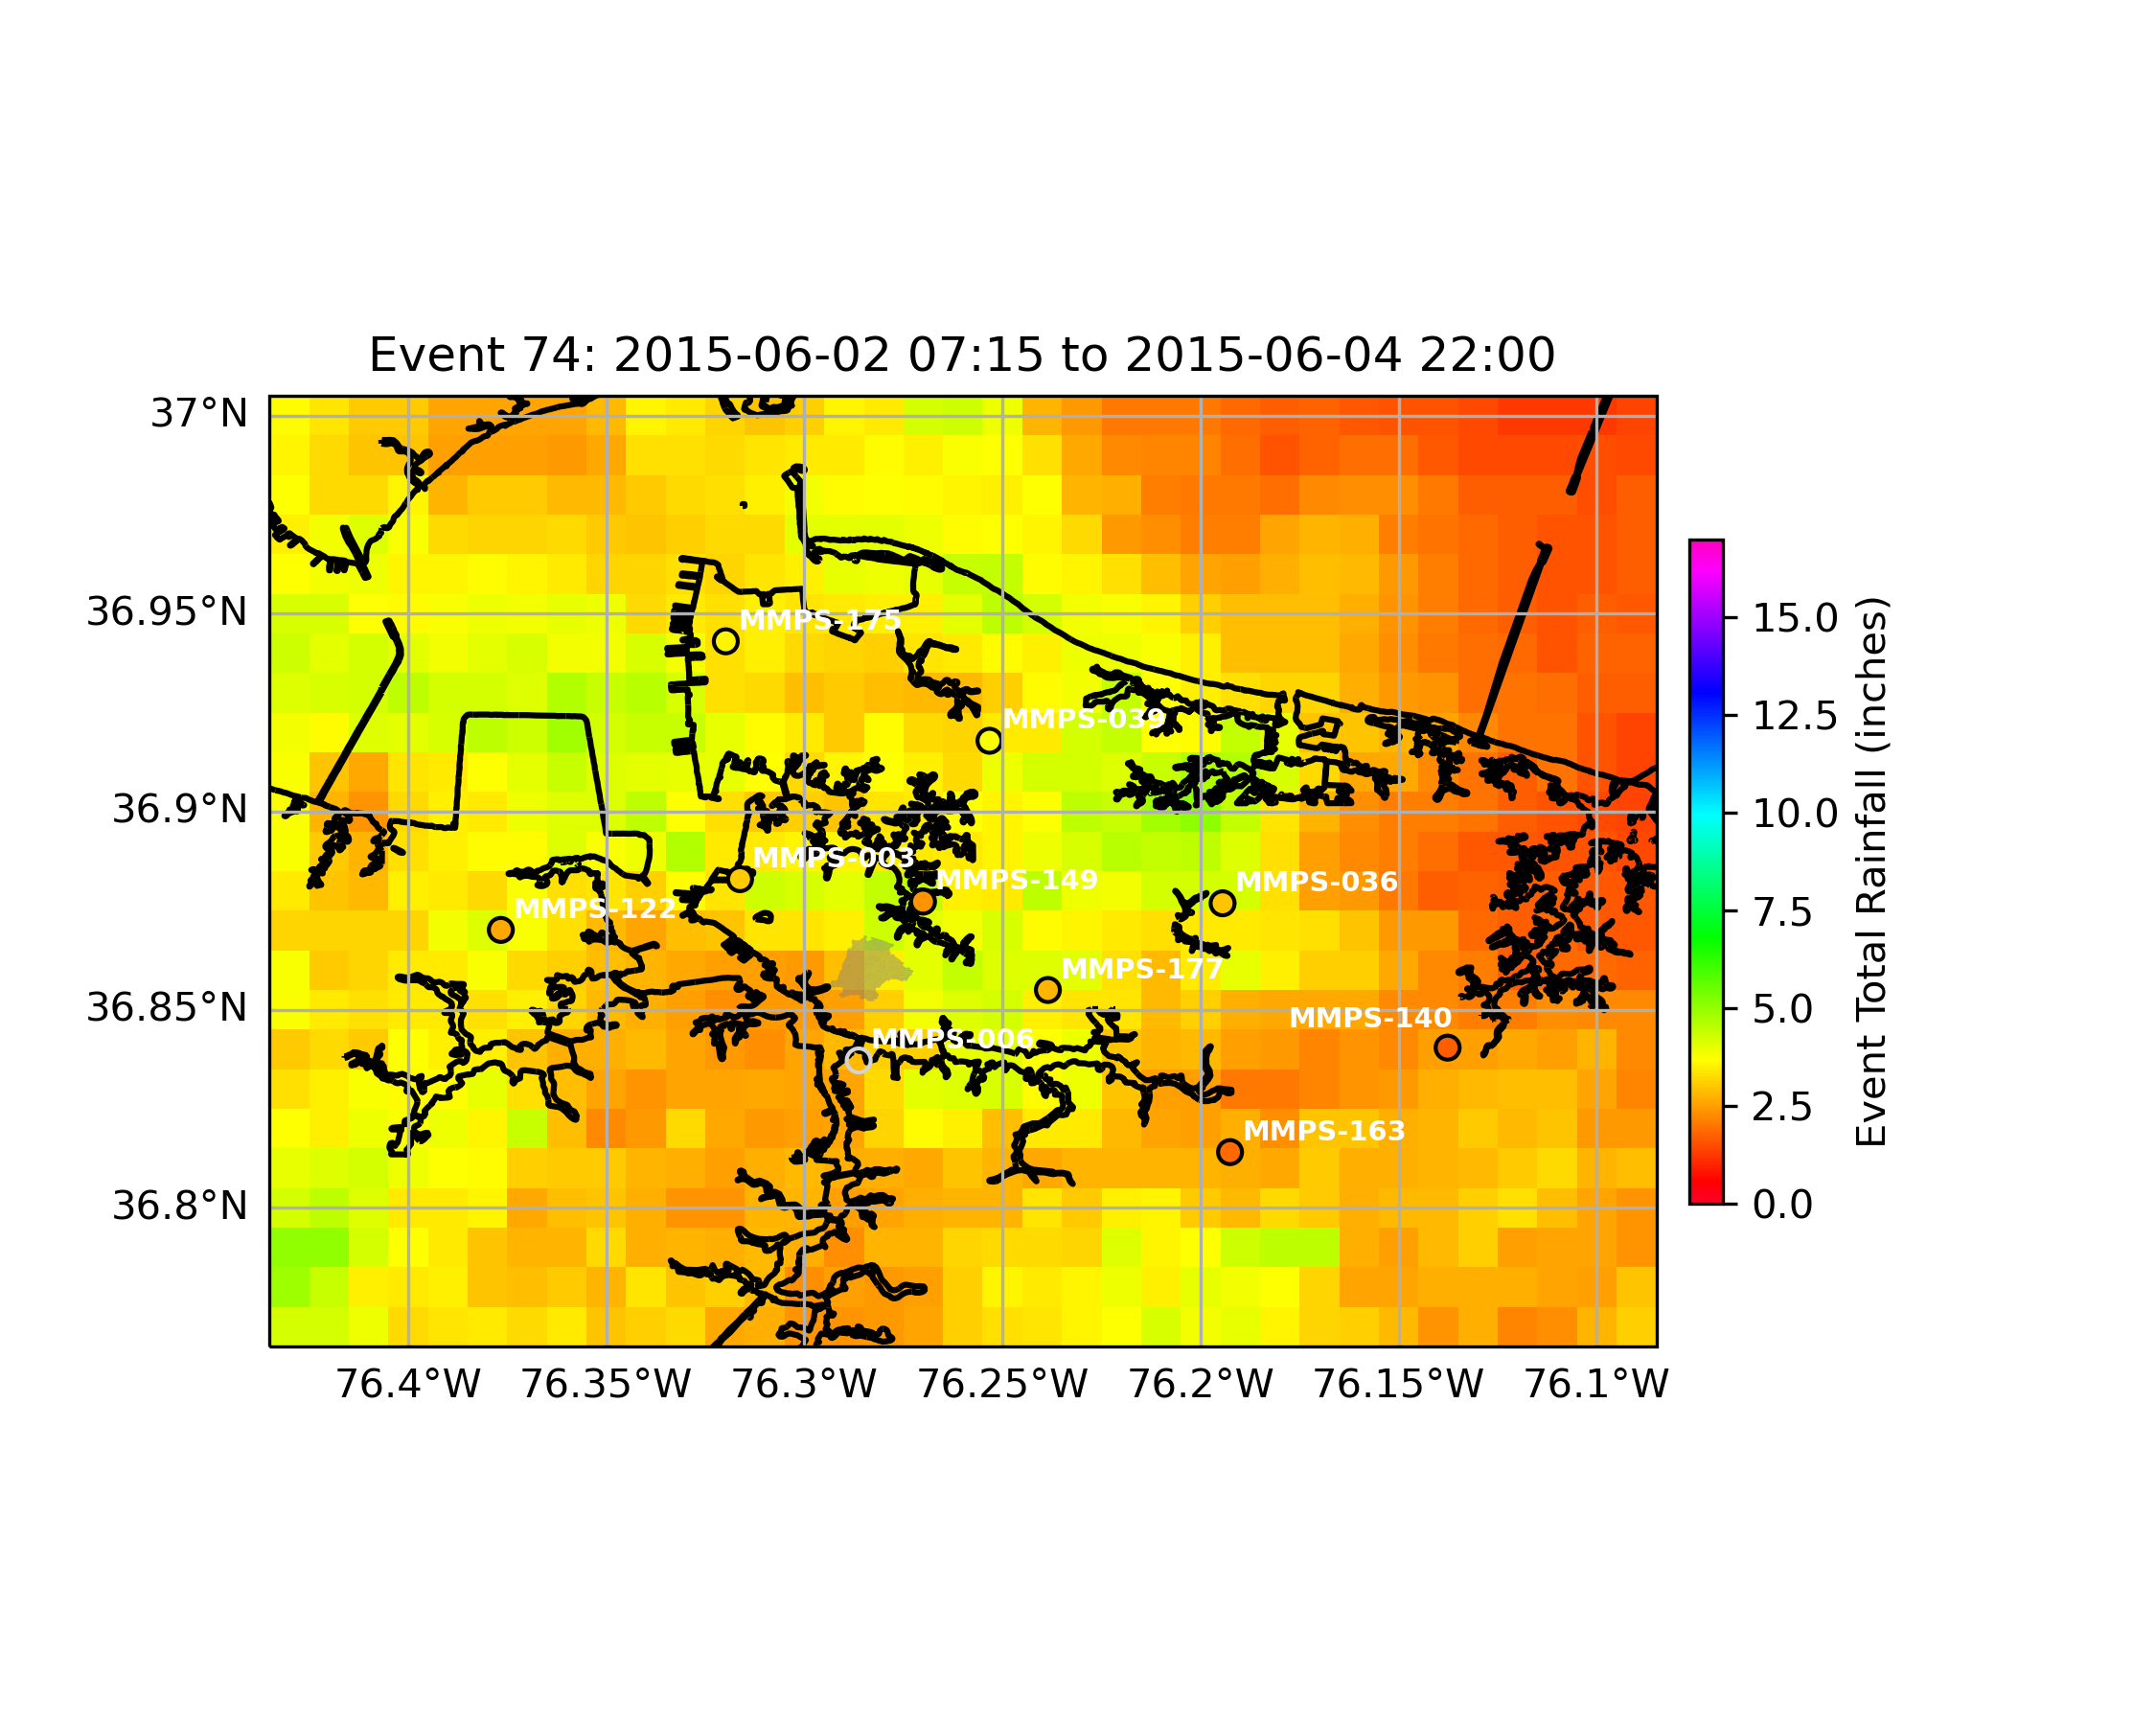 Event 74: 2015-06-02 07:15 to 2015-06-04 22:00
37°N
36.95°N
36.9°N
36.85°N
36.8°N
MMPS-175
MMPS-039
MMPS-003
MMPS-149
MMPS-036
MMPS-122
MMPS-177
MMPS-140
MMPS-006
MMPS-163
76.4°W
76.35°W
76.3°W
76.25°W
76.2°W
76.15°W
76.1°W
15.0
12.5
10.0
7.5
5.0
2.5
0.0
Event Total Rainfall (inches)